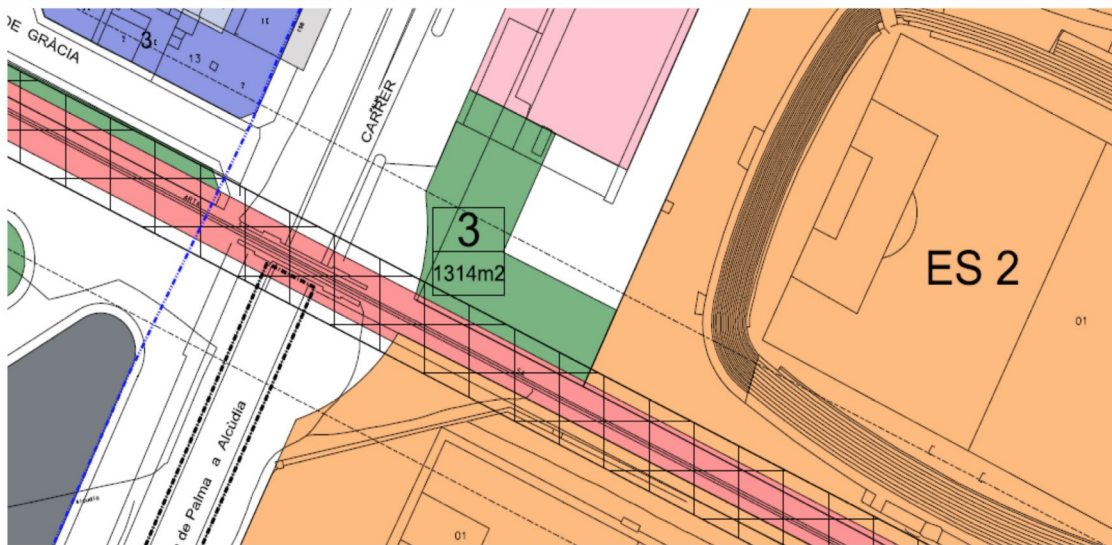 DE GRÀCIA
3
13
CARRER
3
1314m2
ES 2
01
de Palma a Alcúdia
01